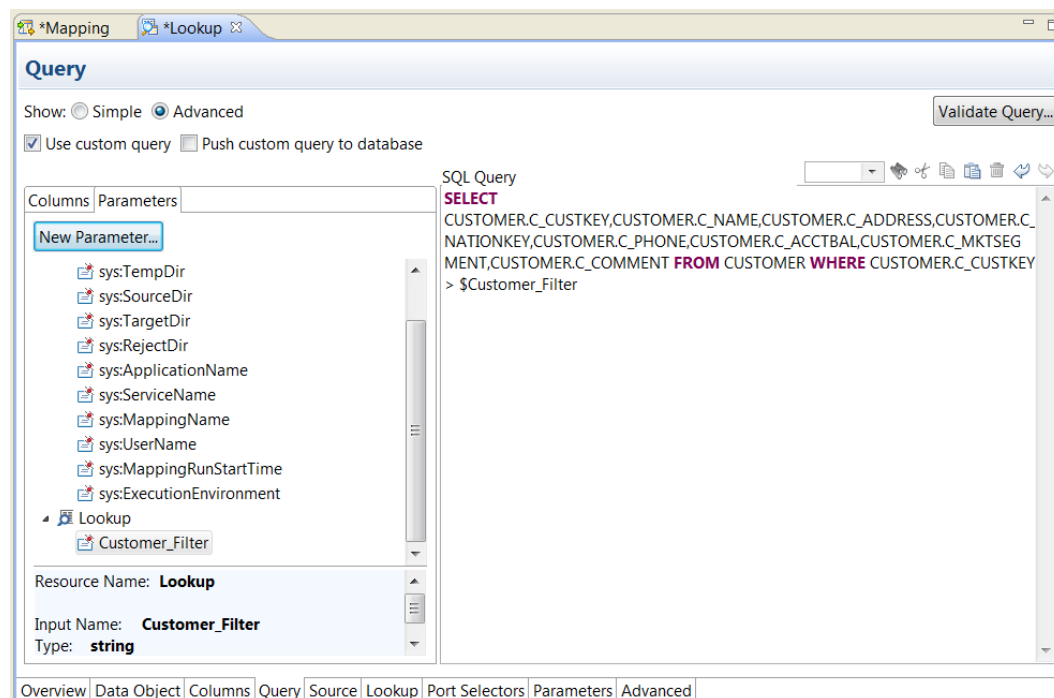 *Mapping
*Lookup
Query
Show: Simple Advanced
Validate Query...
Use custom query Push custom query to database
SQL Query
Columns Parameters
New Parameter...
sys:TempDir
sys:SourceDir
sys:TargetDir
sys:RejectDir
sys:ApplicationName
sys:ServiceName
sys:MappingName
sys:UserName
sys:MappingRunStartTime
sys:ExecutionEnvironment
Lookup
Customer_Filter
Resource Name: Lookup
Input Name: Customer_Filter
Type: string
SELECT
CUSTOMER.C_CUSTKEY,CUSTOMER.C_NAME,CUSTOMER.C_ADDRESS,CUSTOMER.C_
NATIONKEY,CUSTOMER.C_PHONE,CUSTOMER.C_ACCTBAL,CUSTOMER.C_MKTSEG
MENT,CUSTOMER.C_COMMENT FROM CUSTOMER WHERE CUSTOMER.C_CUSTKEY
> $Customer_Filter
Overview Data Object Columns Query Source Lookup Port Selectors Parameters Advanced